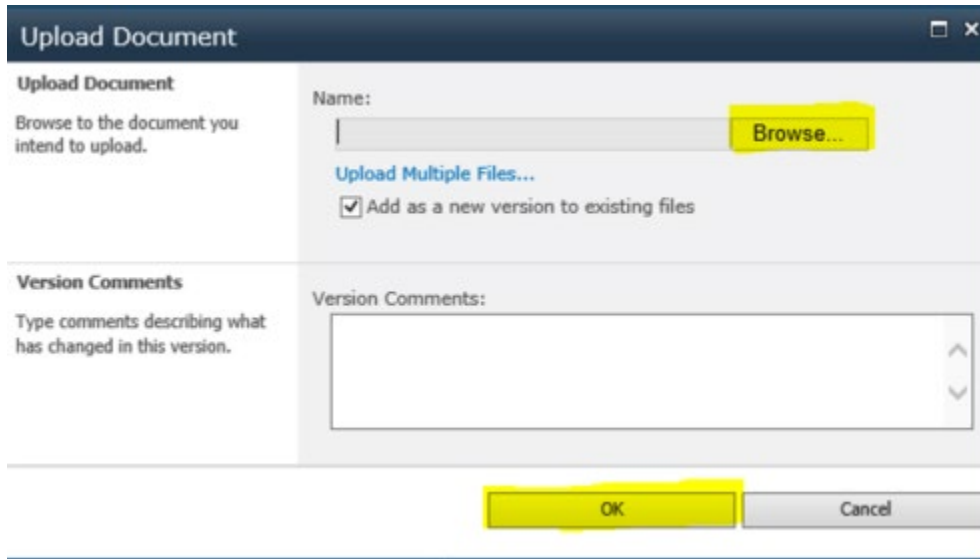 Upload Document
Upload Document
Browse to the document you
intend to upload.
Name:
Browse...
Upload Multiple Files...
Add as a new version to existing files
Version Comments
Type comments describing what
has changed in this version.
Version Comments:
OK
Cancel